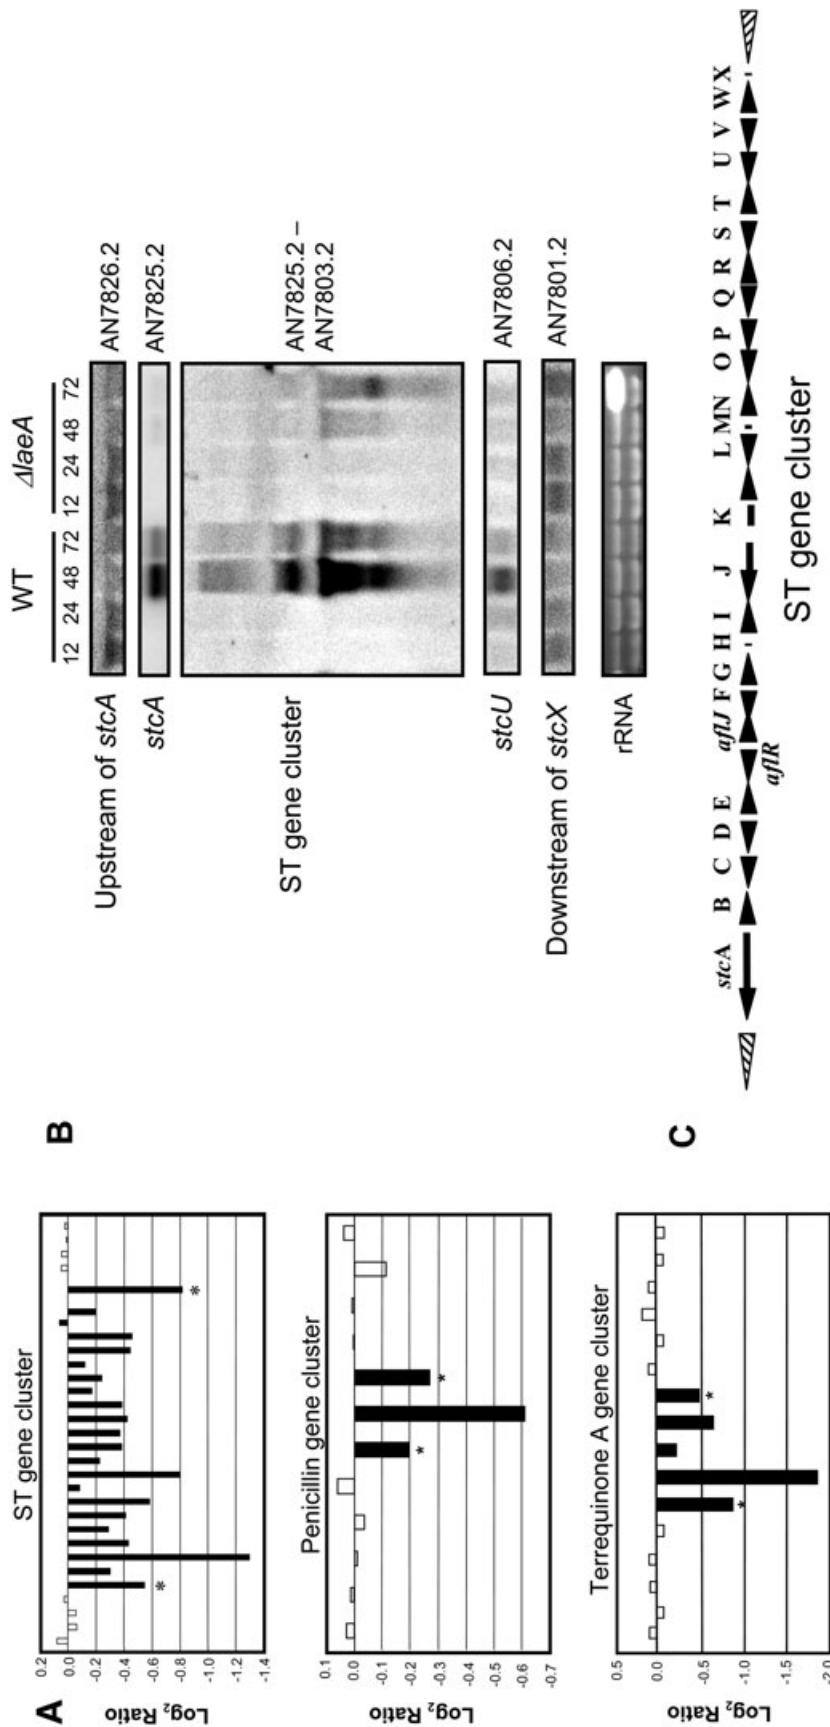 A
ST gene cluster
0.2
0.0
-0.2
-0.4
-0.6
-0.8
-1.0
-1.2
-1.4
Log₂ Ratio
*
*
Penicillin gene cluster
0.1
0.0
-0.1
-0.2
-0.3
-0.4
-0.5
-0.6
-0.7
Log₂ Ratio
*
*
Terrequinone A gene cluster
0.5
0.0
-0.5
-1.0
-1.5
-2.0
Log₂ Ratio
*
*
B
WT ΔlaeA
12 24 48 72 12 24 48 72
Upstream of stcA AN7826.2
stcA AN7825.2
ST gene cluster AN7825.2 –
AN7803.2
stcU AN7806.2
Downstream of stcX AN7801.2
rRNA
C
stcA B C D E aflJ F G H I J K L M N O P Q R S T U V W X
aflR
ST gene cluster